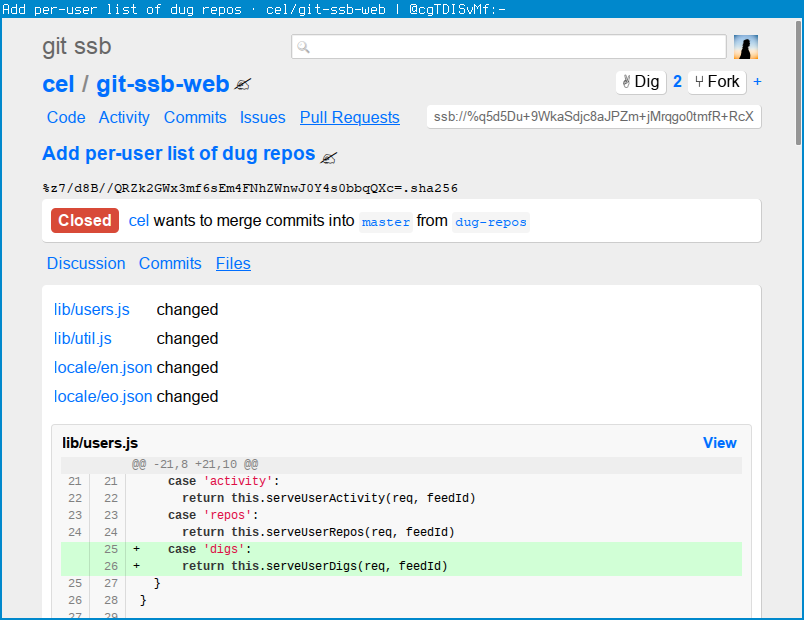 Add per-user list of dug repos · cel/git-ssb-web | @cgTDISvMf:-
git ssb
cel / git-ssb-web
Dig 2 Fork +
Code Activity Commits Issues Pull Requests
ssb://%q5d5Du+9WkaSdjc8aJPZm+jMrqgo0tmfR+RcX
Add per-user list of dug repos
%z7/d8B//QRZk2GWx3mf6sEm4FNhZWnwJ0Y4s0bbqQXc=.sha256
Closed cel wants to merge commits into master from dug-repos
Discussion Commits Files
lib/users.js changed
lib/util.js changed
locale/en.json changed
locale/eo.json changed
lib/users.js View
@@ -21,8 +21,10 @@
21 21 case 'activity':
22 22 return this.serveUserActivity(req, feedId)
23 23 case 'repos':
24 24 return this.serveUserRepos(req, feedId)
25 + case 'digs':
26 + return this.serveUserDigs(req, feedId)
25 27 }
26 28 }
27 29